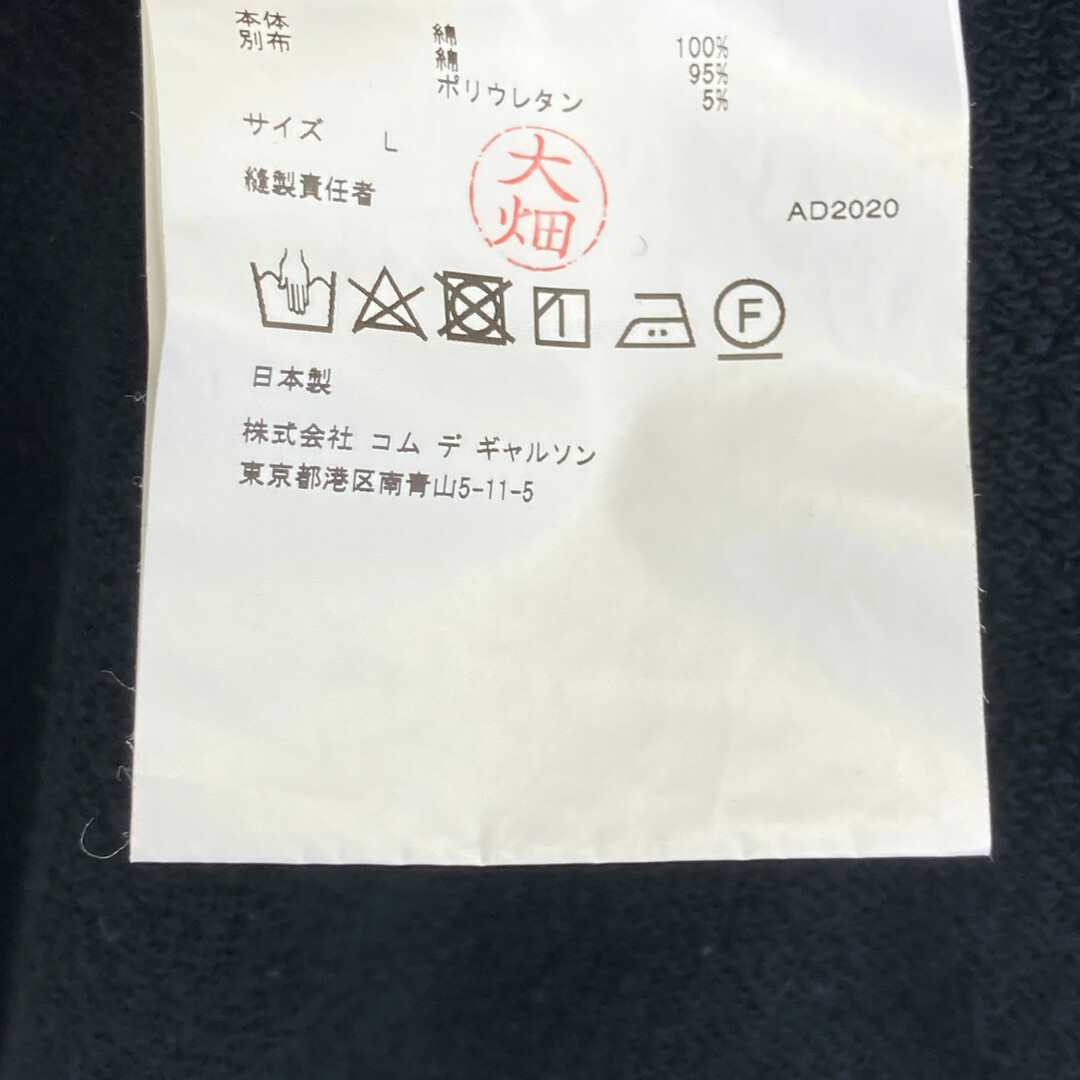 本体 綿 100%
別布 綿 95%
ポリウレタン 5%
サイズ L
縫製責任者 大畑 AD2020
F
日本製
株式会社 コム デ ギャルソン
東京都港区南青山5-11-5